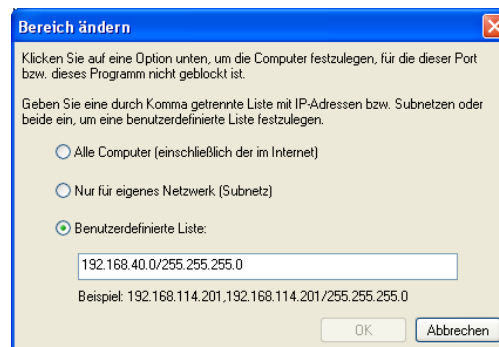 Bereich ändern
Klicken Sie auf eine Option unten, um die Computer festzulegen, für die dieser Port
bzw. dieses Programm nicht geblockt ist.
Geben Sie eine durch Komma getrennte Liste mit IP-Adressen bzw. Subnetzen oder
beide ein, um eine benutzerdefinierte Liste festzulegen.
Alle Computer (einschließlich der im Internet)
Nur für eigenes Netzwerk (Subnetz)
Benutzerdefinierte Liste:
192.168.40.0/255.255.255.0
Beispiel: 192.168.114.201,192.168.114.201/255.255.255.0
OK Abbrechen